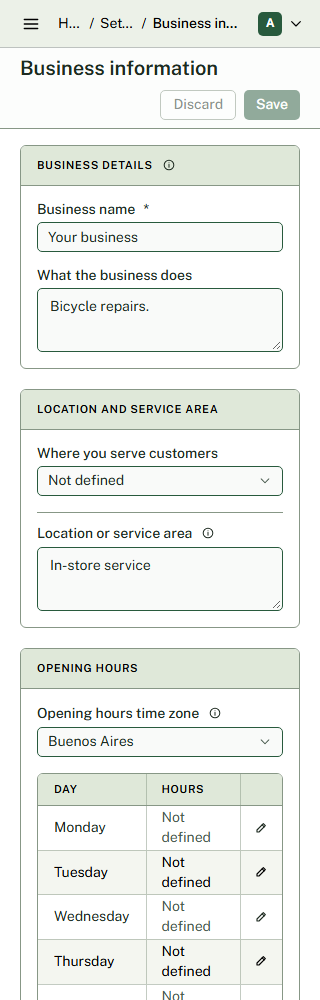 H... / Set... / Business in... A
Business information
Discard Save
BUSINESS DETAILS
Business name *
Your business
What the business does
Bicycle repairs.
LOCATION AND SERVICE AREA
Where you serve customers
Not defined
Location or service area
In-store service
OPENING HOURS
Opening hours time zone
Buenos Aires
DAY HOURS
Monday Not defined
Tuesday Not defined
Wednesday Not defined
Thursday Not defined
Not